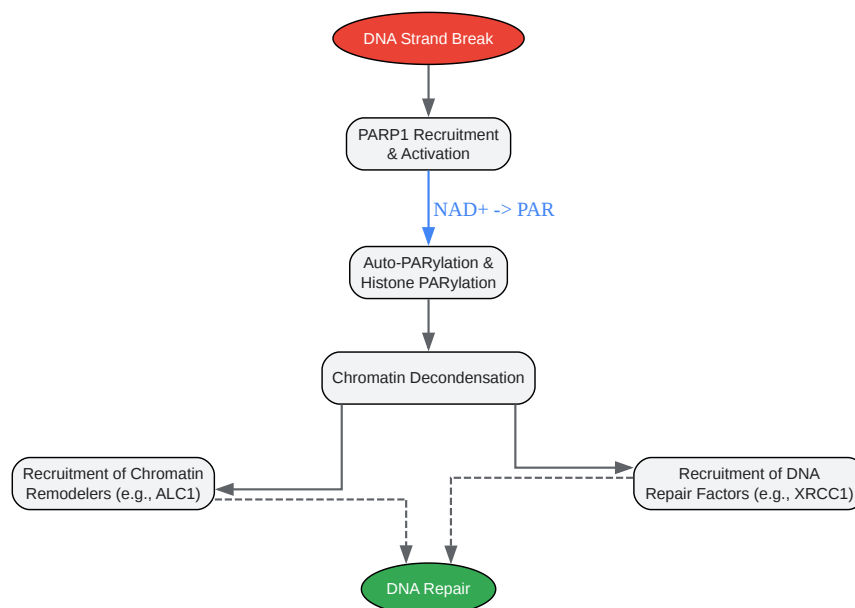 DNA Strand Break
PARP1 Recruitment
& Activation
NAD+ -> PAR
Auto-PARylation &
Histone PARylation
Chromatin Decondensation
Recruitment of Chromatin
Remodelers (e.g., ALC1)
Recruitment of DNA
Repair Factors (e.g., XRCC1)
DNA Repair